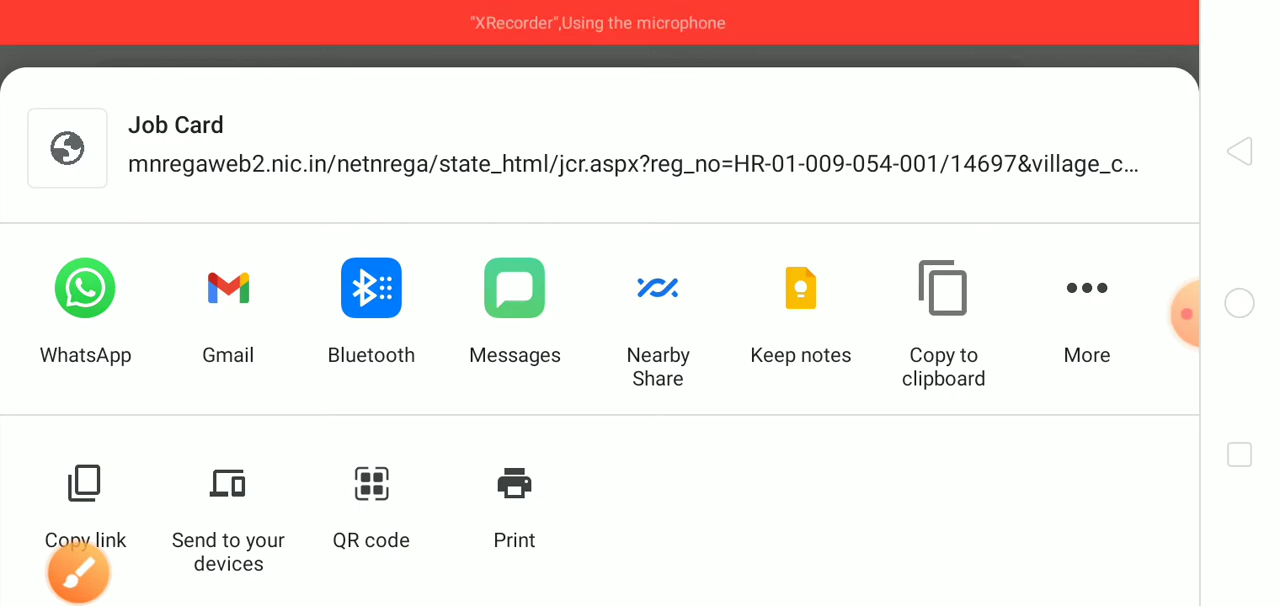 "XRecorder",Using the microphone
Job Card
mnregaweb2.nic.in/netnrega/state_html/jcr.aspx?reg_no=HR-01-009-054-001/14697&village_c...
WhatsApp
Gmail
Bluetooth
Messages
Nearby
Share
Keep notes
Copy to
clipboard
More
Copy link
Send to your
devices
QR code
Print